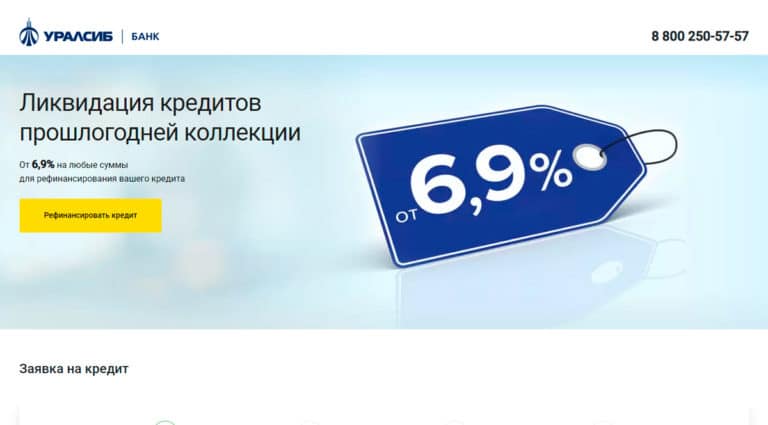 УРАЛСИБ | БАНК
8 800 250-57-57
Ликвидация кредитов
прошлогодней коллекции
От 6,9% на любые суммы
для рефинансирования вашего кредита
Рефинансировать кредит
от 6,9%
Заявка на кредит